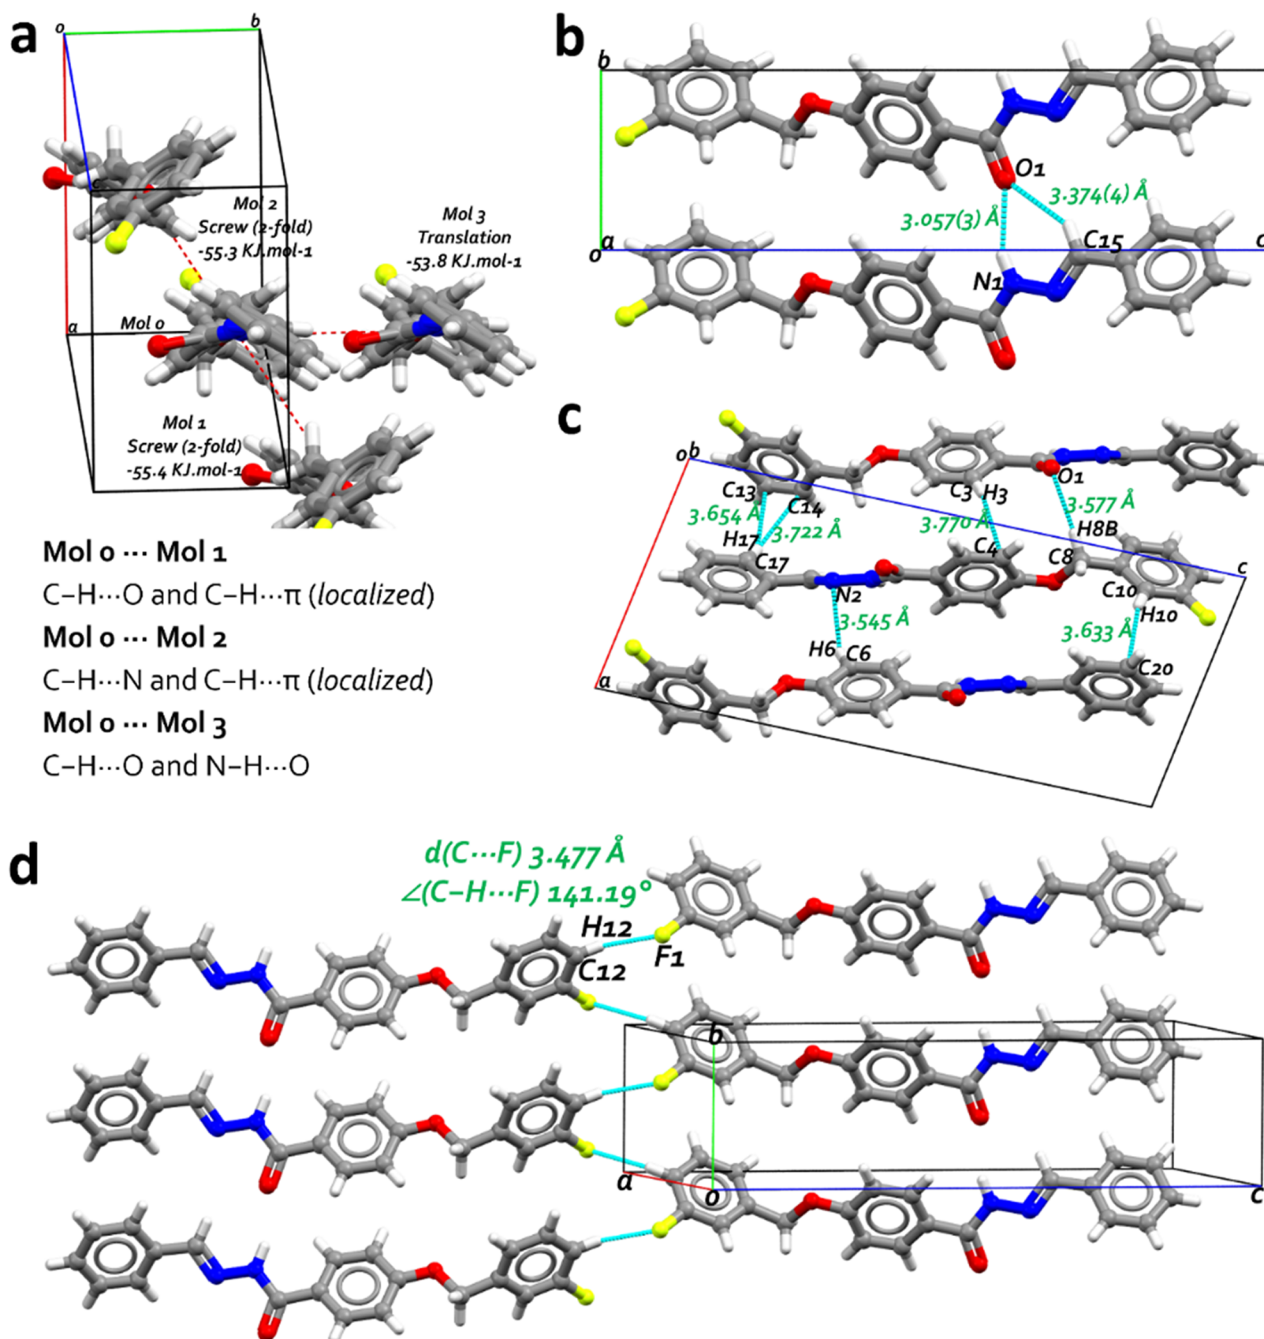 a
o
b
c
a
Mol 2
Screw (2-fold)
-55.3 KJ.mol-1
Mol 3
Translation
-53.8 KJ.mol-1
Mol 0
Mol 1
Screw (2-fold)
-55.4 KJ.mol-1
Mol 0 ··· Mol 1
C–H···O and C–H···π (localized)
Mol 0 ··· Mol 2
C–H···N and C–H···π (localized)
Mol 0 ··· Mol 3
C–H···O and N–H···O
b
b
O1
3.374(4) Å
3.057(3) Å
C15
a
o
c
N1
c
ob
C13
C14
C3 H3
O1
3.654 Å
3.722 Å
3.770 Å
3.577 Å
H17
C17
C4
H8B
C8
c
N2
C10
H10
3.545 Å
3.633 Å
H6 C6
C20
a
d
d(C···F) 3.477 Å
∠(C–H···F) 141.19°
H12
F1
C12
b
a
o
c